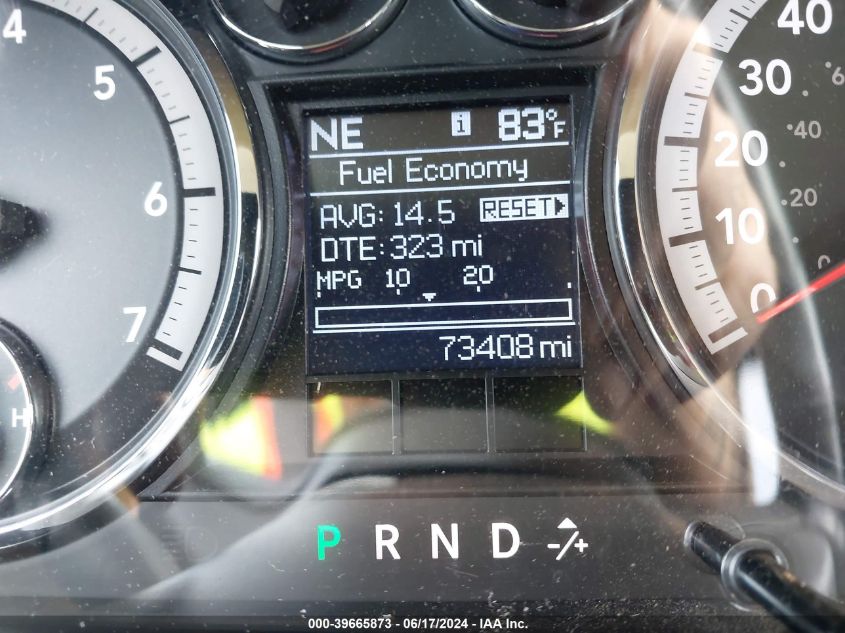 4
5
6
7
H
NE i 83°F
Fuel Economy
AVG: 14.5 RESET
DTE: 323 mi
MPG 10 20
73408 mi
40
30
20
10
0
40
20
0
P R N D -/+
000-39665873 - 06/17/2024 - IAA Inc.